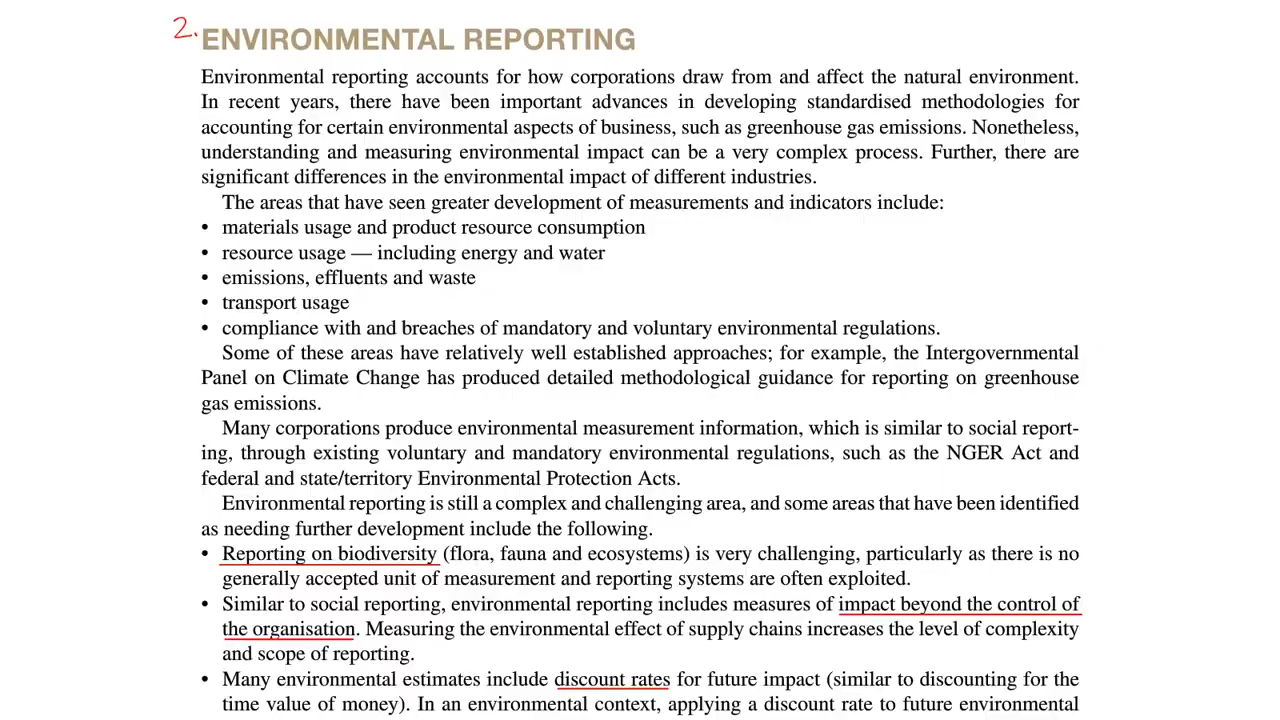 2. ENVIRONMENTAL REPORTING
Environmental reporting accounts for how corporations draw from and affect the natural environment.
In recent years, there have been important advances in developing standardised methodologies for
accounting for certain environmental aspects of business, such as greenhouse gas emissions. Nonetheless,
understanding and measuring environmental impact can be a very complex process. Further, there are
significant differences in the environmental impact of different industries.
The areas that have seen greater development of measurements and indicators include:
• materials usage and product resource consumption
• resource usage — including energy and water
• emissions, effluents and waste
• transport usage
• compliance with and breaches of mandatory and voluntary environmental regulations.
Some of these areas have relatively well established approaches; for example, the Intergovernmental
Panel on Climate Change has produced detailed methodological guidance for reporting on greenhouse
gas emissions.
Many corporations produce environmental measurement information, which is similar to social report-
ing, through existing voluntary and mandatory environmental regulations, such as the NGER Act and
federal and state/territory Environmental Protection Acts.
Environmental reporting is still a complex and challenging area, and some areas that have been identified
as needing further development include the following.
• Reporting on biodiversity (flora, fauna and ecosystems) is very challenging, particularly as there is no
generally accepted unit of measurement and reporting systems are often exploited.
• Similar to social reporting, environmental reporting includes measures of impact beyond the control of
the organisation. Measuring the environmental effect of supply chains increases the level of complexity
and scope of reporting.
• Many environmental estimates include discount rates for future impact (similar to discounting for the
time value of money). In an environmental context, applying a discount rate to future environmental